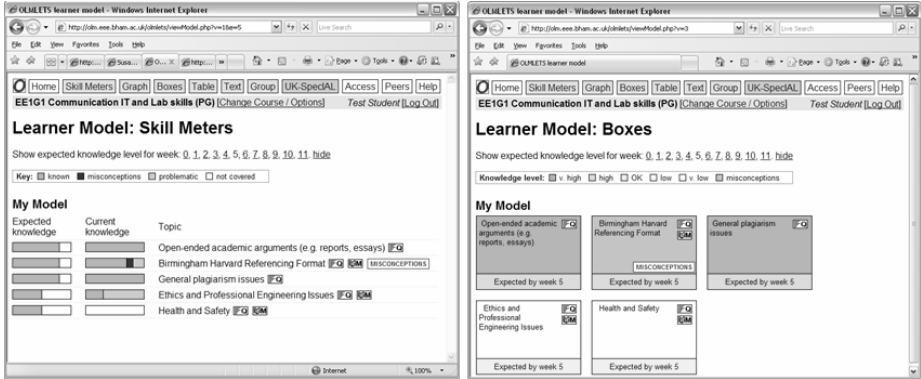 OLMLETS learner model - Windows Internet Explorer
http://olm.eee.bham.ac.uk/olmlets/viewModel.php?v=1&e=5
Live Search
File Edit View Favorites Tools Help
http:... Susa... O... http:...
Page Tools
Home Skill Meters Graph Boxes Table Text Group UK-SpecIAL Access Peers Help
EE1G1 Communication IT and Lab skills (PG) [Change Course / Options] Test Student [Log Out]
Learner Model: Skill Meters
Show expected knowledge level for week: 0, 1, 2, 3, 4, 5, 6, 7, 8, 9, 10, 11. hide
Key: known misconceptions problematic not covered
My Model
Expected knowledge
Current knowledge
Topic
Open-ended academic arguments (e.g. reports, essays) FQ
Birmingham Harvard Referencing Format FQ LM MISCONCEPTIONS
General plagiarism issues FQ
Ethics and Professional Engineering Issues FQ LM
Health and Safety FQ LM
Internet 100%
OLMLETS learner model - Windows Internet Explorer
http://olm.eee.bham.ac.uk/olmlets/viewModel.php?v=3
Live Search
File Edit View Favorites Tools Help
OLMLETS learner model
Page Tools
Home Skill Meters Graph Boxes Table Text Group UK-SpecIAL Access Peers Help
EE1G1 Communication IT and Lab skills (PG) [Change Course / Options] Test Student [Log Out]
Learner Model: Boxes
Show expected knowledge level for week: 0, 1, 2, 3, 4, 5, 6, 7, 8, 9, 10, 11. hide
Knowledge level: v. high high OK low v. low misconceptions
My Model
Open-ended academic arguments (e.g. reports, essays) FQ
Expected by week 5
Birmingham Harvard Referencing Format FQ LM
MISCONCEPTIONS
Expected by week 5
General plagiarism issues FQ
Expected by week 5
Ethics and Professional Engineering Issues FQ LM
Expected by week 5
Health and Safety FQ LM
Expected by week 5